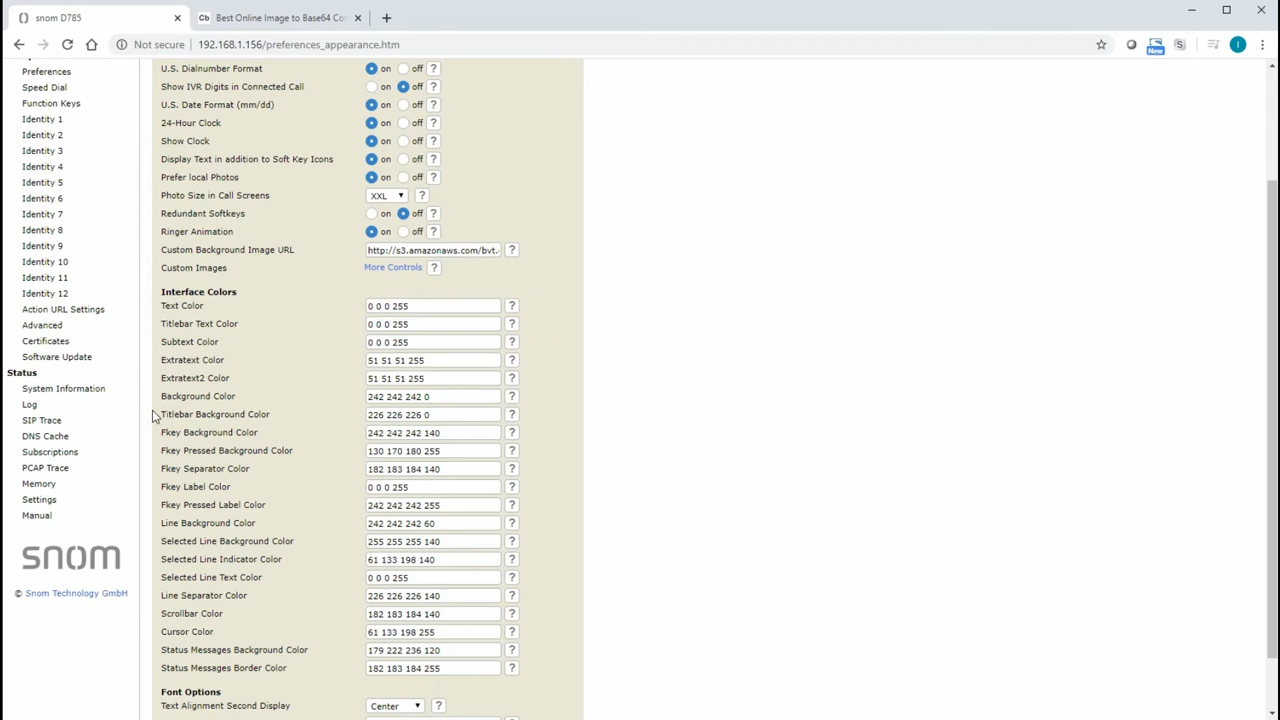 snom D785
Cb Best Online Image to Base64 Co
Not secure 192.168.1.156/preferences_appearance.htm
New
I
Preferences
Speed Dial
Function Keys
Identity 1
Identity 2
Identity 3
Identity 4
Identity 5
Identity 6
Identity 7
Identity 8
Identity 9
Identity 10
Identity 11
Identity 12
Action URL Settings
Advanced
Certificates
Software Update
Status
System Information
Log
SIP Trace
DNS Cache
Subscriptions
PCAP Trace
Memory
Settings
Manual
snom
© Snom Technology GmbH
U.S. Dialnumber Format on off ?
Show IVR Digits in Connected Call on off ?
U.S. Date Format (mm/dd) on off ?
24-Hour Clock on off ?
Show Clock on off ?
Display Text in addition to Soft Key Icons on off ?
Prefer local Photos on off ?
Photo Size in Call Screens XXL ?
Redundant Softkeys on off ?
Ringer Animation on off ?
Custom Background Image URL http://s3.amazonaws.com/bvt. ?
Custom Images More Controls ?
Interface Colors
Text Color 0 0 0 255 ?
Titlebar Text Color 0 0 0 255 ?
Subtext Color 0 0 0 255 ?
Extratext Color 51 51 51 255 ?
Extratext2 Color 51 51 51 255 ?
Background Color 242 242 242 0 ?
Titlebar Background Color 226 226 226 0 ?
Fkey Background Color 242 242 242 140 ?
Fkey Pressed Background Color 130 170 180 255 ?
Fkey Separator Color 182 183 184 140 ?
Fkey Label Color 0 0 0 255 ?
Fkey Pressed Label Color 242 242 242 255 ?
Line Background Color 242 242 242 60 ?
Selected Line Background Color 255 255 255 140 ?
Selected Line Indicator Color 61 133 198 140 ?
Selected Line Text Color 0 0 0 255 ?
Line Separator Color 226 226 226 140 ?
Scrollbar Color 182 183 184 140 ?
Cursor Color 61 133 198 255 ?
Status Messages Background Color 179 222 236 120 ?
Status Messages Border Color 182 183 184 255 ?
Font Options
Text Alignment Second Display Center ?